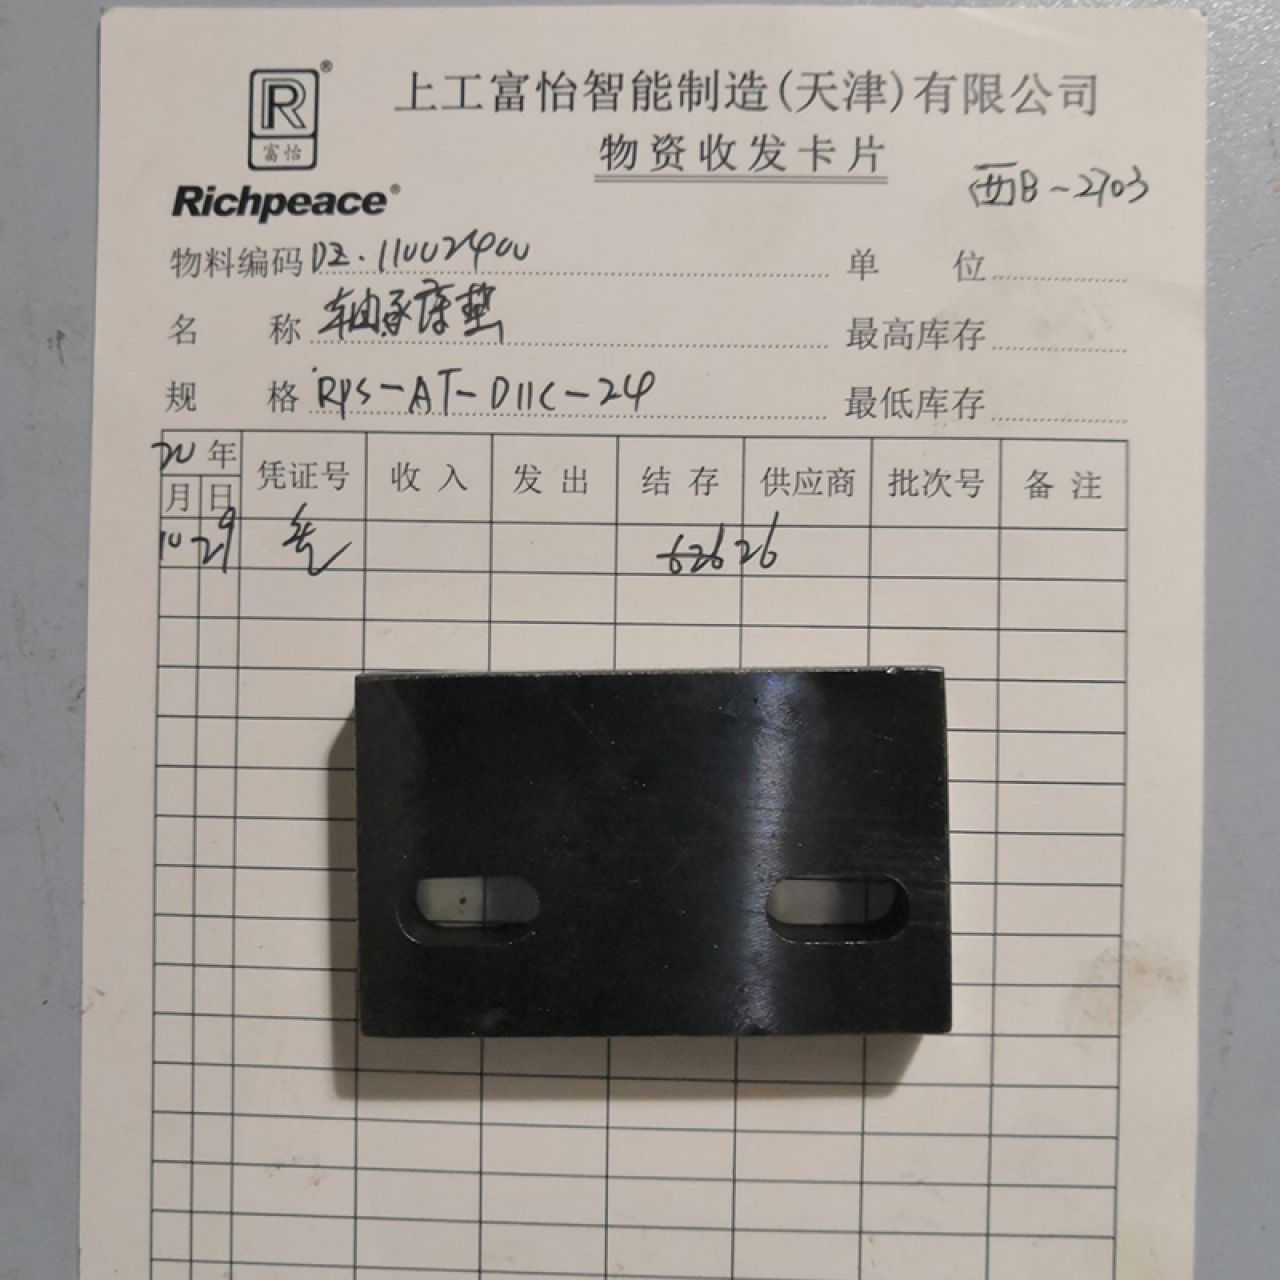 R®
富怡
Richpeace®
上工富怡智能制造(天津)有限公司
物资收发卡片
西B-2703
物料编码 DZ.11002400 单 位
名 称 轴承座垫 最高库存
规 格 RPS-AT-D11C-24 最低库存
20 年 凭证号 收 入 发 出 结 存 供应商 批次号 备 注
月 日
10 29 26